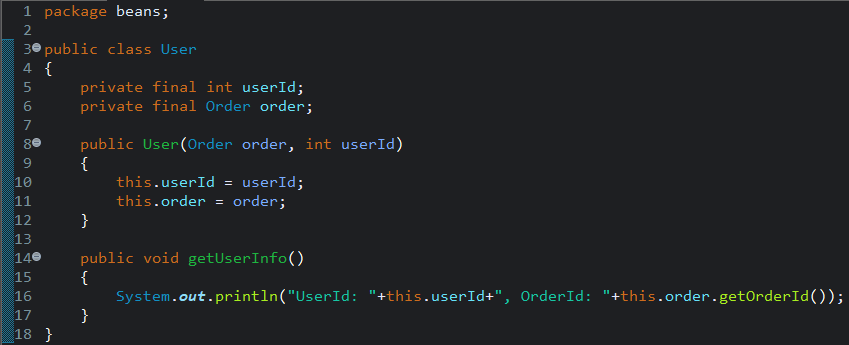 1 package beans;
2
3 public class User
4 {
5     private final int userId;
6     private final Order order;
7
8     public User(Order order, int userId)
9     {
10         this.userId = userId;
11         this.order = order;
12     }
13
14     public void getUserInfo()
15     {
16         System.out.println("UserId: "+this.userId+", OrderId: "+this.order.getOrderId());
17     }
18 }